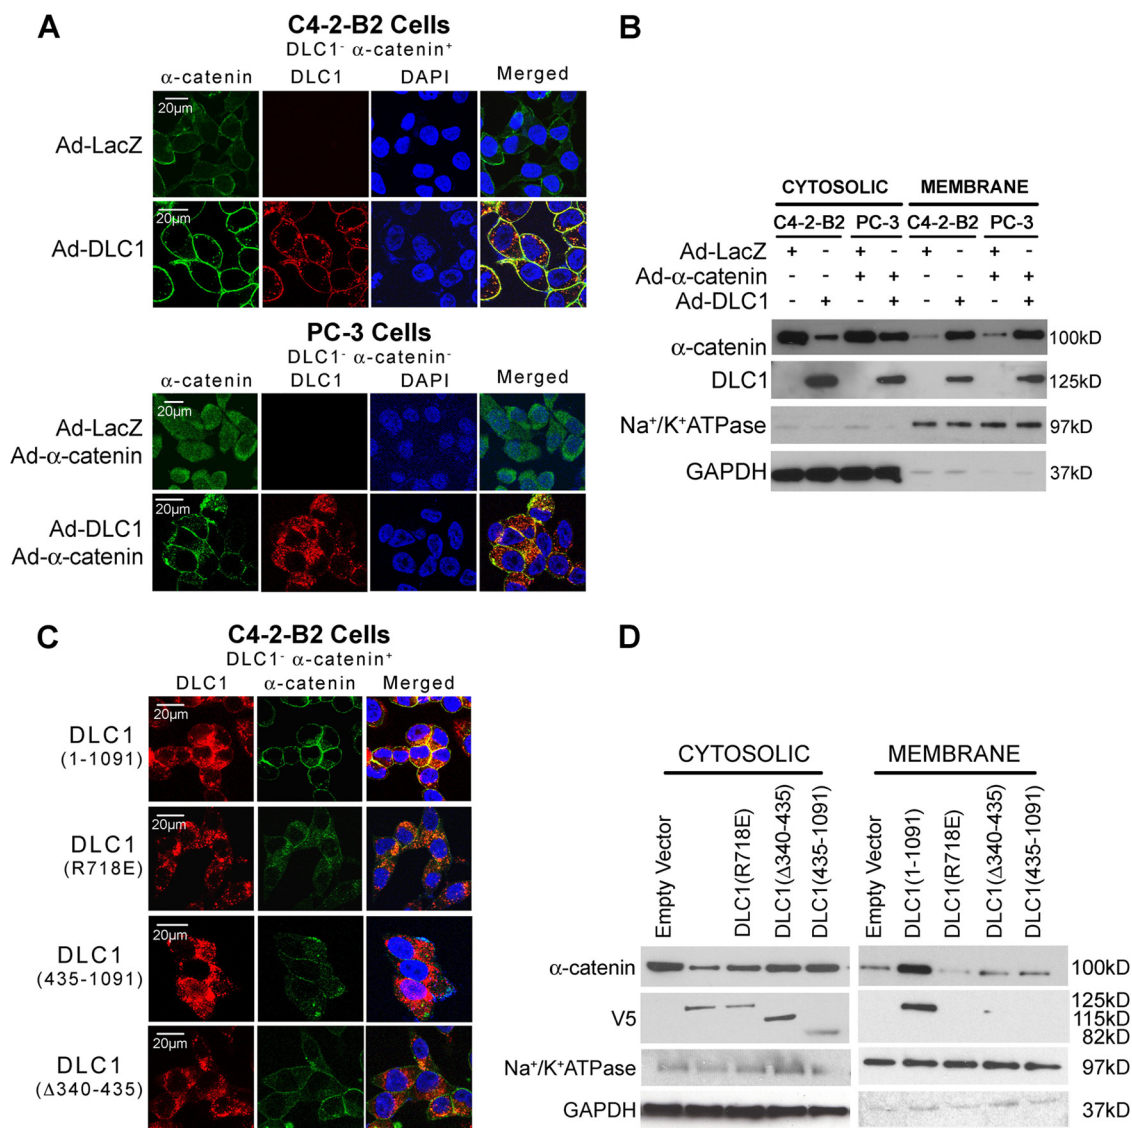 A
C4-2-B2 Cells
DLC1⁻ α-catenin⁺
α-catenin DLC1 DAPI Merged
20µm
Ad-LacZ
20µm
Ad-DLC1
PC-3 Cells
DLC1⁻ α-catenin⁻
α-catenin DLC1 DAPI Merged
20µm
Ad-LacZ
Ad-α-catenin
20µm
Ad-DLC1
Ad-α-catenin
B
CYTOSOLIC MEMBRANE
C4-2-B2 PC-3 C4-2-B2 PC-3
Ad-LacZ + - + - + - + -
Ad-α-catenin - - + + - - + +
Ad-DLC1 - + - + - + - +
α-catenin 100kD
DLC1 125kD
Na⁺/K⁺ATPase 97kD
GAPDH 37kD
C
C4-2-B2 Cells
DLC1⁻ α-catenin⁺
DLC1 α-catenin Merged
20µm
DLC1
(1-1091)
20µm
DLC1
(R718E)
20µm
DLC1
(435-1091)
20µm
DLC1
(Δ340-435)
D
CYTOSOLIC MEMBRANE
Empty Vector
DLC1(R718E)
DLC1(Δ340-435)
DLC1(435-1091)
Empty Vector
DLC1(1-1091)
DLC1(R718E)
DLC1(Δ340-435)
DLC1(435-1091)
α-catenin 100kD
V5 125kD
115kD
82kD
Na⁺/K⁺ATPase 97kD
GAPDH 37kD